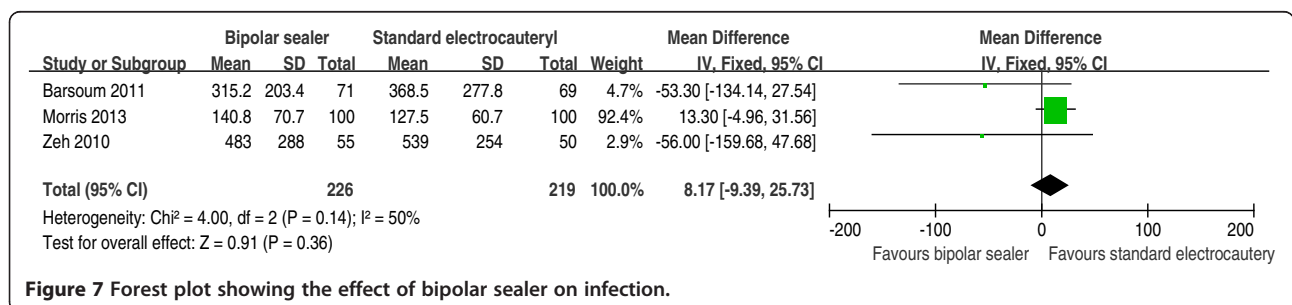 Bipolar sealer Standard electrocauteryl Mean Difference Mean Difference
Study or Subgroup Mean SD Total Mean SD Total Weight IV, Fixed, 95% CI IV, Fixed, 95% CI
Barsoum 2011 315.2 203.4 71 368.5 277.8 69 4.7% -53.30 [-134.14, 27.54]
Morris 2013 140.8 70.7 100 127.5 60.7 100 92.4% 13.30 [-4.96, 31.56]
Zeh 2010 483 288 55 539 254 50 2.9% -56.00 [-159.68, 47.68]
Total (95% CI) 226 219 100.0% 8.17 [-9.39, 25.73]
Heterogeneity: Chi² = 4.00, df = 2 (P = 0.14); I² = 50%
Test for overall effect: Z = 0.91 (P = 0.36)
-200 -100 0 100 200
Favours bipolar sealer Favours standard electrocautery
Figure 7 Forest plot showing the effect of bipolar sealer on infection.